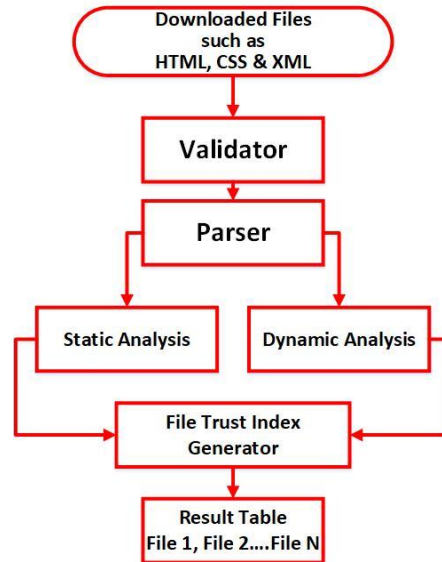 Downloaded Files
such as
HTML, CSS & XML
Validator
Parser
Static Analysis
Dynamic Analysis
File Trust Index
Generator
Result Table
File 1, File 2....File N